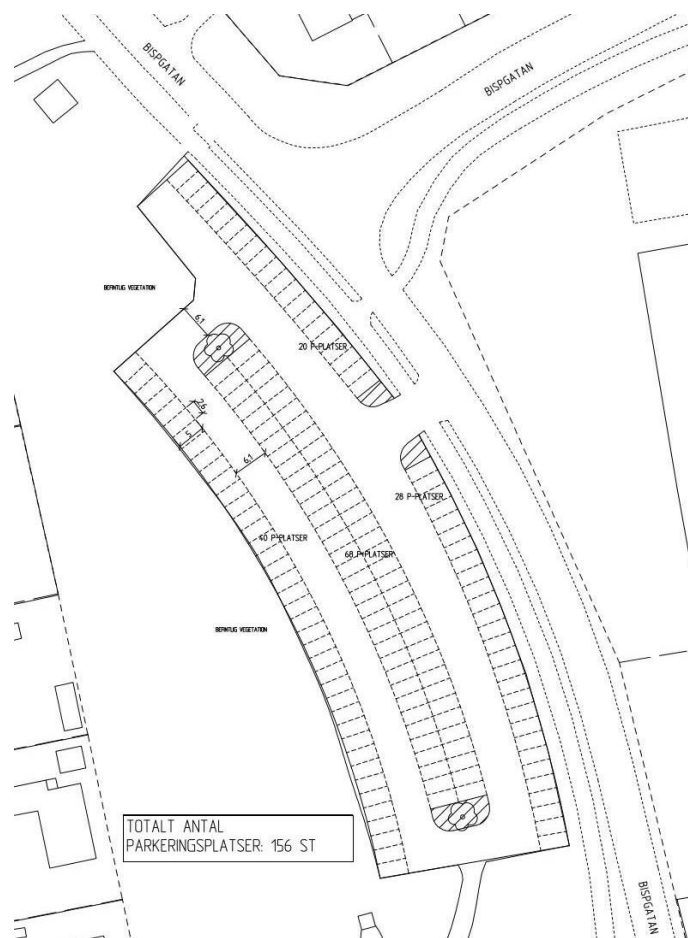 BISPGATAN
BISPGATAN
BEFINTLIG VEGETATION
6,1
20 P-PLATSER
2,6
5
6,1
28 P-PLATSER
40 P-PLATSER
68 P-PLATSER
BEFINTLIG VEGETATION
TOTALT ANTAL
PARKERINGSPLATSER: 156 ST
BISPGATAN